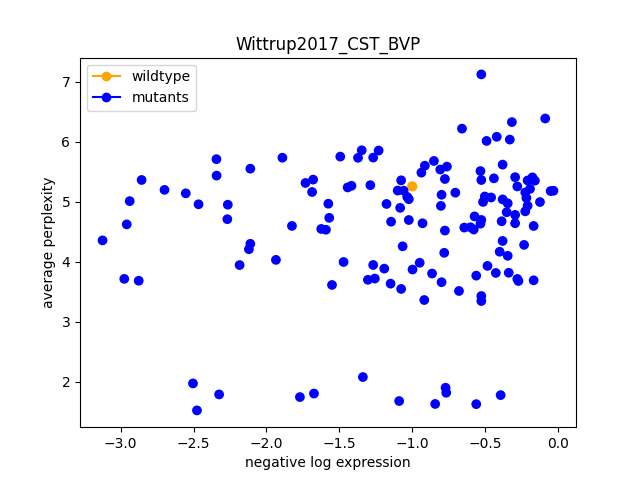 Wittrup2017_CST_BVP
wildtype
mutants
average perplexity
7
6
5
4
3
2
−3.0 −2.5 −2.0 −1.5 −1.0 −0.5 0.0
negative log expression